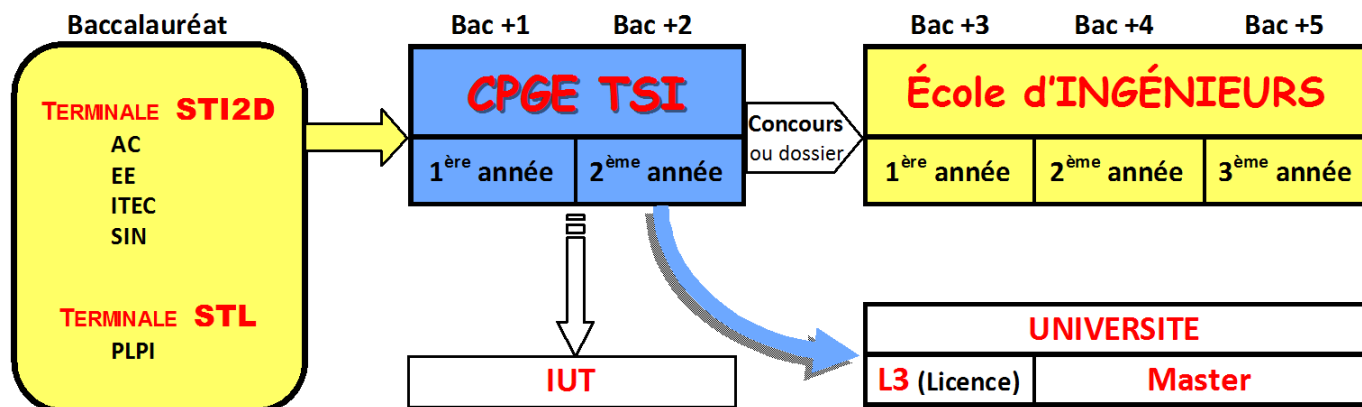 Baccalauréat
Bac +1 Bac +2
Bac +3 Bac +4 Bac +5
TERMINALE STI2D
AC
EE
ITEC
SIN
TERMINALE STL
PLPI
CPGE TSI
1ère année 2ème année
Concours
ou dossier
École d'INGÉNIEURS
1ère année 2ème année 3ème année
IUT
UNIVERSITE
L3 (Licence) Master